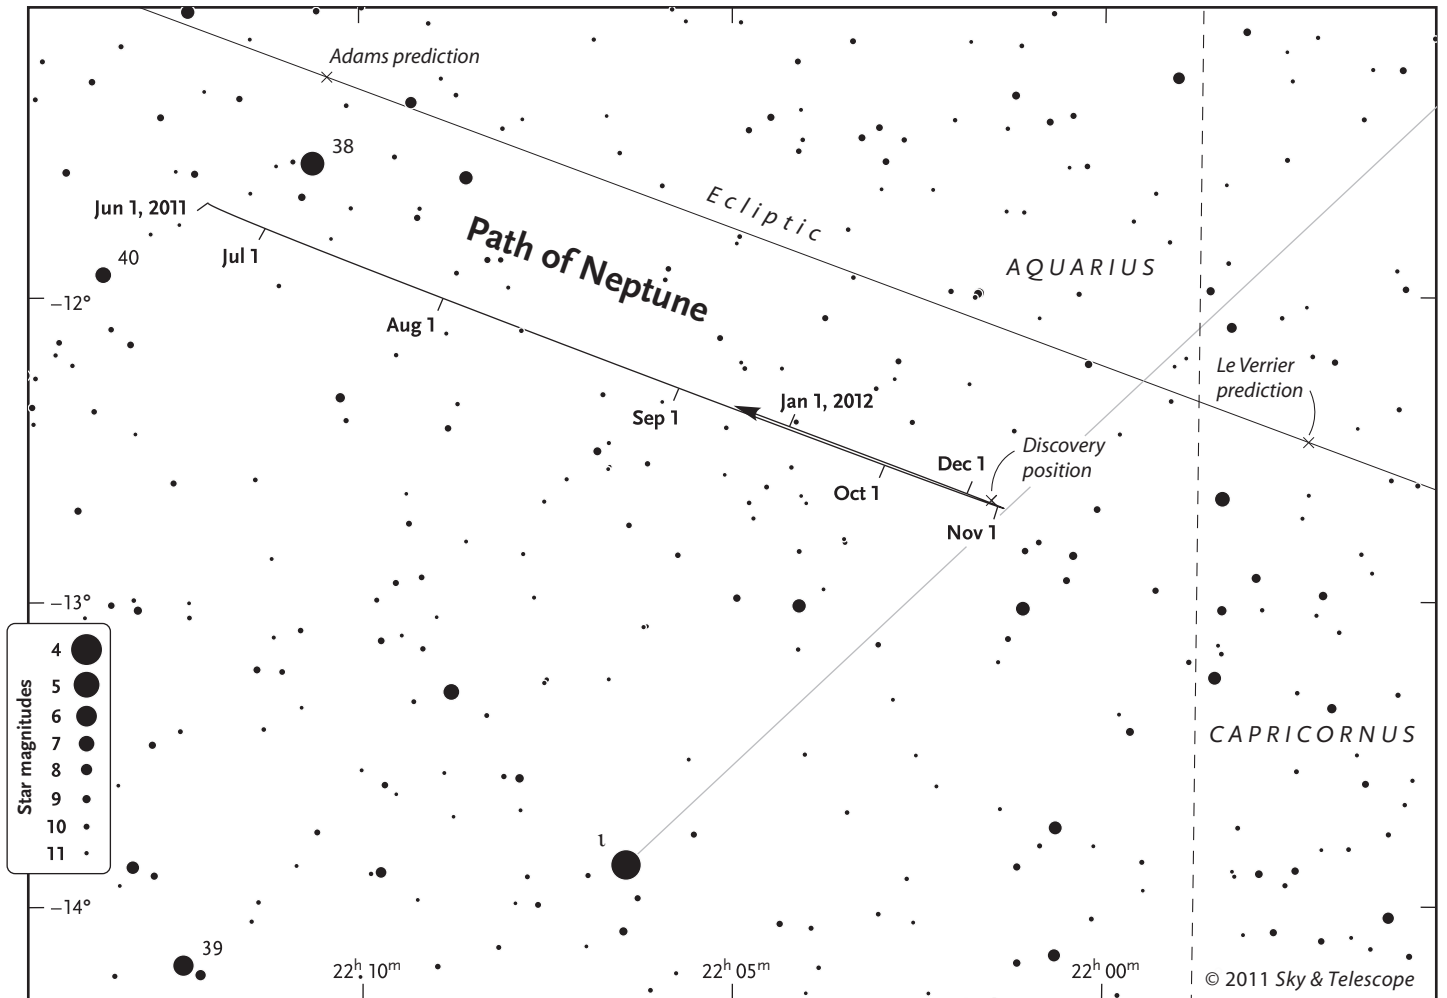 Adams prediction
38
Ecliptic
Jun 1, 2011
Path of Neptune
Jul 1
40
AQUARIUS
–12°
Aug 1
Le Verrier
prediction
Sep 1
Jan 1, 2012
Discovery
position
Dec 1
Oct 1
Nov 1
–13°
Star magnitudes
4
5
6
7
8
9
10
11
CAPRICORNUS
ι
–14°
39
22h 10m
22h 05m
22h 00m
© 2011 Sky & Telescope